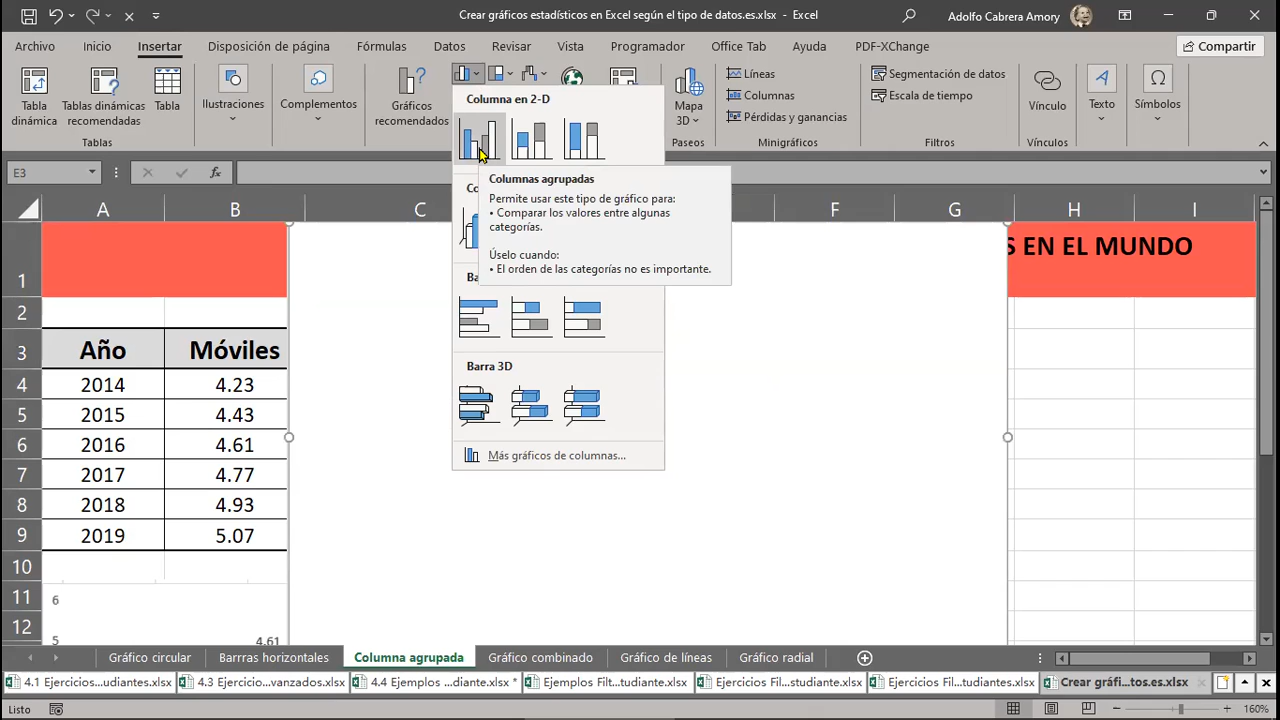 Crear gráficos estadísticos en Excel según el tipo de datos.es.xlsx - Excel
Adolfo Cabrera Amory
Archivo Inicio Insertar Disposición de página Fórmulas Datos Revisar Vista Programador Office Tab Ayuda PDF-XChange Compartir
Tabla dinámica
Tablas dinámicas recomendadas
Tabla
Tablas
Ilustraciones
Complementos
Gráficos recomendados
Mapa 3D
Paseos
Líneas
Columnas
Pérdidas y ganancias
Minigráficos
Segmentación de datos
Escala de tiempo
Vínculo
Vínculos
Texto
Símbolos
Columna en 2-D
Columnas agrupadas
Permite usar este tipo de gráfico para:
• Comparar los valores entre algunas
categorías.
Úselo cuando:
• El orden de las categorías no es importante.
Barra 3D
Más gráficos de columnas...
E3
A B C F G H I
1 S EN EL MUNDO
2
3 Año Móviles
4 2014 4.23
5 2015 4.43
6 2016 4.61
7 2017 4.77
8 2018 4.93
9 2019 5.07
10
11 6
12 5 4.61
Gráfico circular Barrras horizontales Columna agrupada Gráfico combinado Gráfico de líneas Gráfico radial
4.1 Ejercicios...udiantes.xlsx 4.3 Ejercicio...vanzados.xlsx 4.4 Ejemplos ...diante.xlsx * Ejemplos Filt...tudiante.xlsx Ejercicios Fil...studiante.xlsx Ejercicios Fil...tudiantes.xlsx Crear gráfi...tos.es.xlsx
Listo 160%